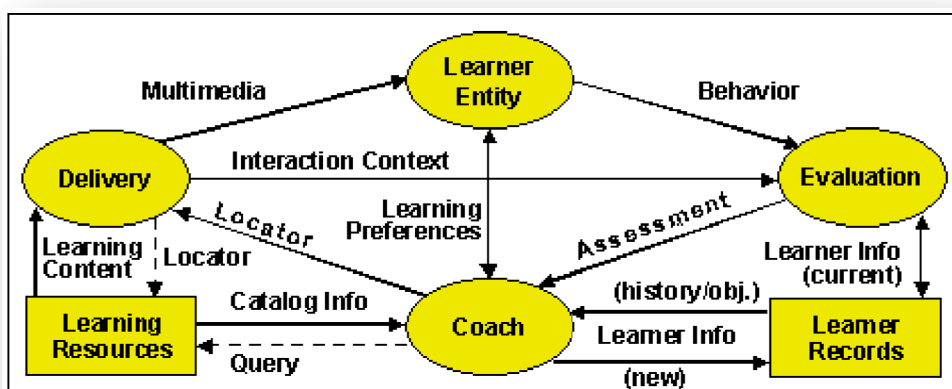 Learner
Entity
Multimedia
Behavior
Delivery
Interaction Context
Evaluation
Locator
Learning
Preferences
Assessment
Learning
Content
Locator
Learner Info
(current)
Catalog Info
(history/obj.)
Learning
Resources
Coach
Learner Info
Learner
Records
Query
(new)